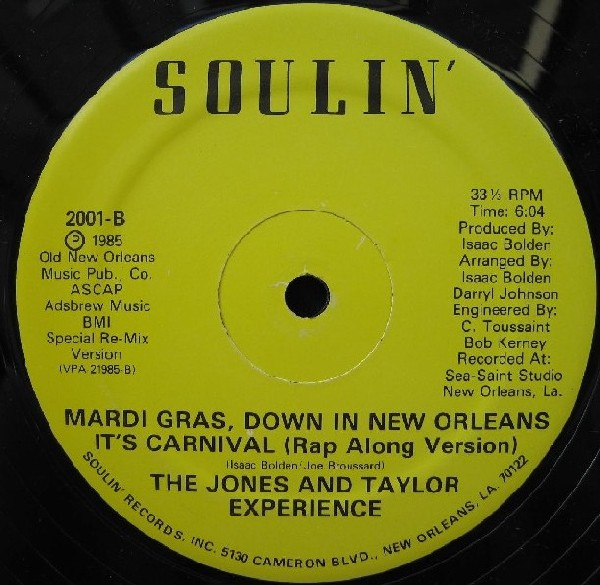 SOULIN'
2001-B
Ⓟ 1985
Old New Orleans
Music Pub., Co.
ASCAP
Adsbrew Music
BMI
Special Re-Mix
Version
(VPA-21985-B)
33⅓ RPM
Time: 6:04
Produced By:
Isaac Bolden
Arranged By:
Isaac Bolden
Darryl Johnson
Engineered By:
C. Toussaint
Bob Kerney
Recorded At:
Sea-Saint Studio
New Orleans, La.
MARDI GRAS, DOWN IN NEW ORLEANS
IT'S CARNIVAL (Rap Along Version)
(Isaac Bolden/Joe Broussard)
THE JONES AND TAYLOR
EXPERIENCE
SOULIN' RECORDS, INC. 5130 CAMERON BLVD., NEW ORLEANS, LA. 70122